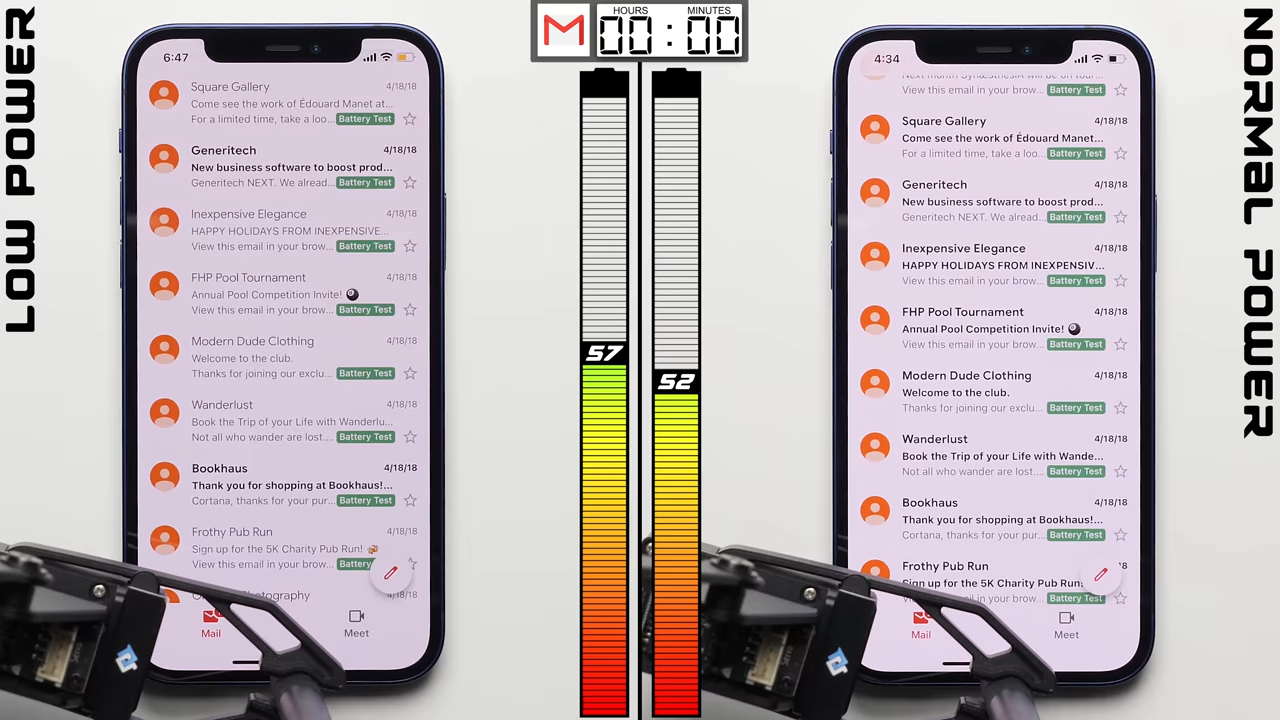 LOW POWER
6:47
Square Gallery 4/18/18
Come see the work of Édouard Manet at...
For a limited time, take a loo... Battery Test
Generitech 4/18/18
New business software to boost prod...
Generitech NEXT. We alread... Battery Test
Inexpensive Elegance 4/18/18
HAPPY HOLIDAYS FROM INEXPENSIVE...
View this email in your brow... Battery Test
FHP Pool Tournament 4/18/18
Annual Pool Competition Invite! 🎱
View this email in your brow... Battery Test
Modern Dude Clothing 4/18/18
Welcome to the club.
Thanks for joining our exclu... Battery Test
Wanderlust 4/18/18
Book the Trip of your Life with Wanderlu...
Not all who wander are lost.... Battery Test
Bookhaus 4/18/18
Thank you for shopping at Bookhaus!...
Cortana, thanks for your pur... Battery Test
Frothy Pub Run 4/18/18
Sign up for the 5K Charity Pub Run!
View this email in your brow... Battery
Photography 4/18/18
Mail
Meet
HOURS MINUTES
00:00
57
52
4:34
View this email in your brow... Battery Test
Square Gallery 4/18/18
Come see the work of Édouard Manet...
For a limited time, take a loo... Battery Test
Generitech 4/18/18
New business software to boost prod...
Generitech NEXT. We alread... Battery Test
Inexpensive Elegance 4/18/18
HAPPY HOLIDAYS FROM INEXPENSIV...
View this email in your brow... Battery Test
FHP Pool Tournament 4/18/18
Annual Pool Competition Invite! 🎱
View this email in your brow... Battery Test
Modern Dude Clothing 4/18/18
Welcome to the club.
Thanks for joining our exclu... Battery Test
Wanderlust 4/18/18
Book the Trip of your Life with Wande...
Not all who wander are lost.... Battery Test
Bookhaus 4/18/18
Thank you for shopping at Bookhaus!...
Cortana, thanks for your pur... Battery Test
Frothy Pub Run
Sign up for the 5K Charity Pub Run!
View this email in your brow... Battery Test
Mail
Meet
NORMAL POWER